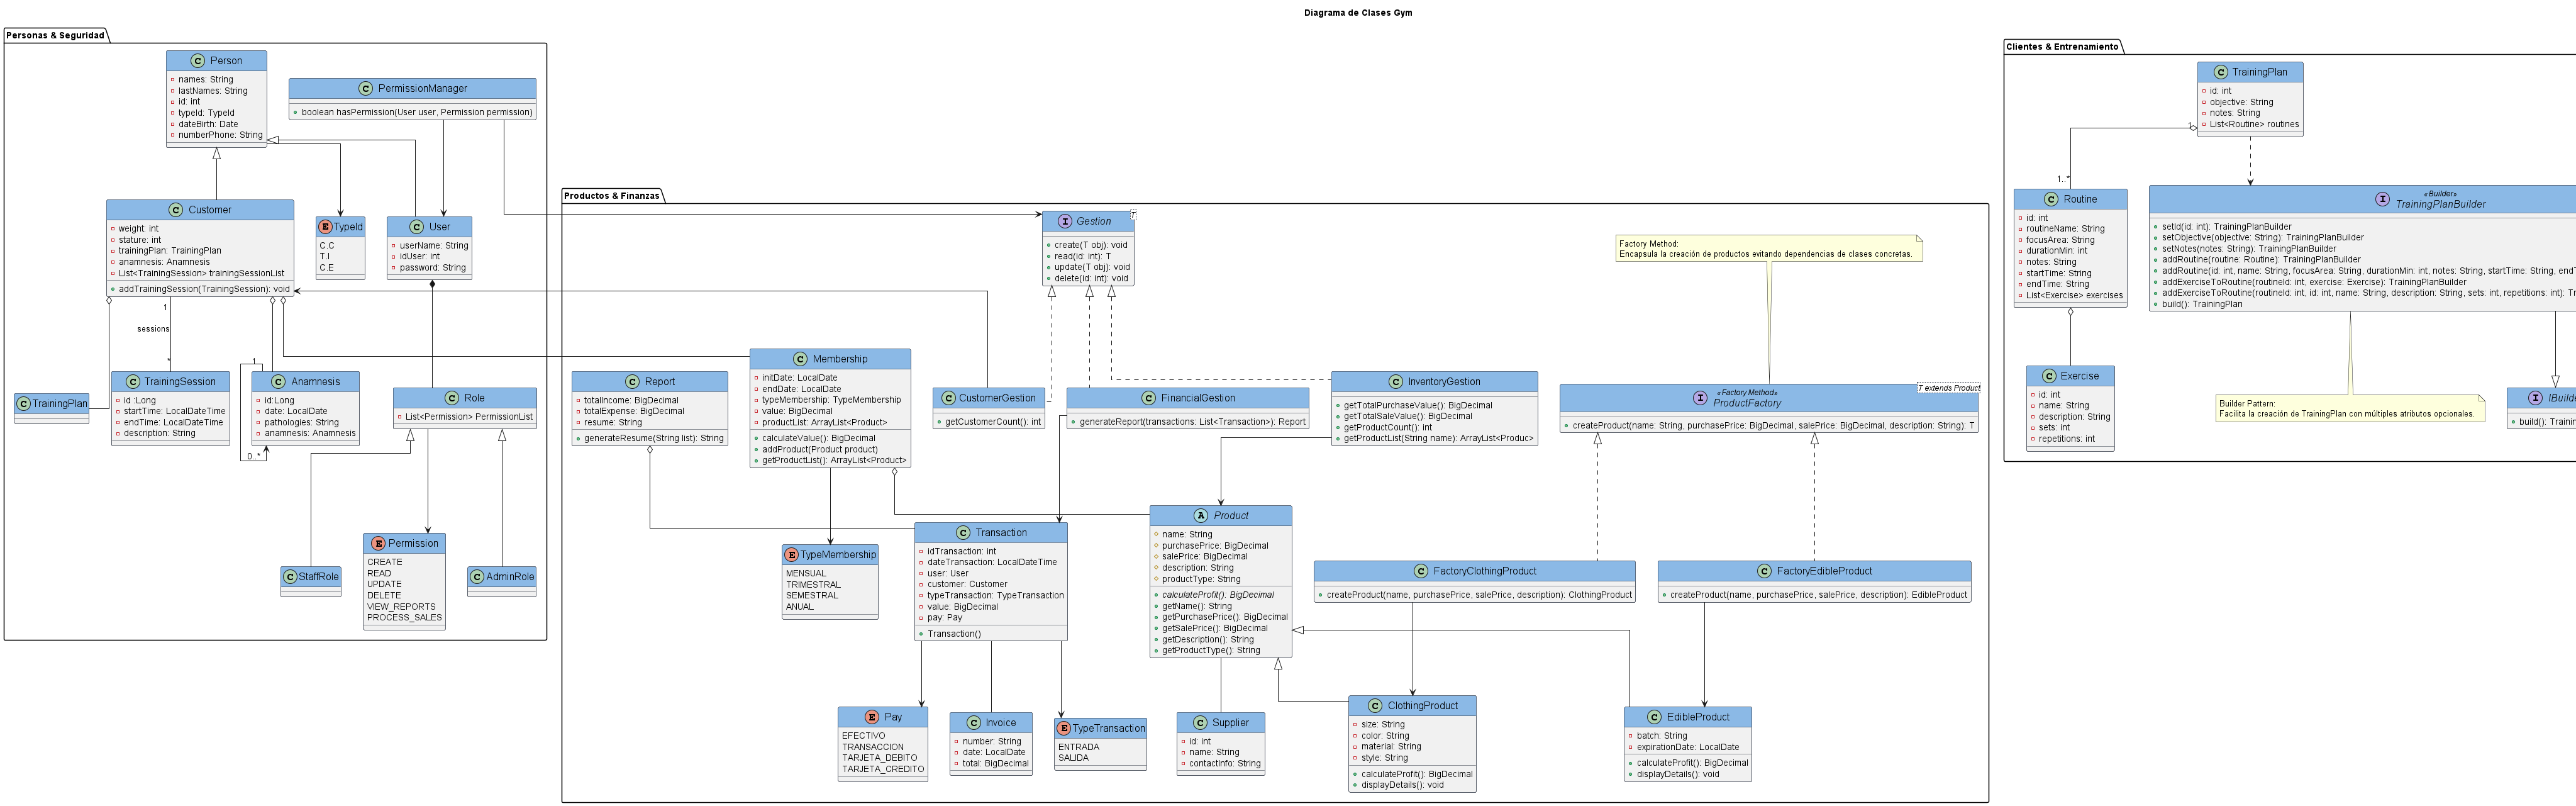 Diagrama de Clases Gym
Personas & Seguridad
Person
names: String
lastNames: String
id: int
typeId: TypeId
dateBirth: Date
numberPhone: String
PermissionManager
boolean hasPermission(User user, Permission permission)
Customer
weight: int
stature: int
trainingPlan: TrainingPlan
anamnesis: Anamnesis
List<TrainingSession> trainingSessionList
addTrainingSession(TrainingSession): void
TypeId
C.C
T.I
C.E
User
userName: String
idUser: int
password: String
1
sessions
*
TrainingPlan
TrainingSession
id :Long
startTime: LocalDateTime
endTime: LocalDateTime
description: String
1
Anamnesis
id:Long
date: LocalDate
pathologies: String
anamnesis: Anamnesis
0..*
Role
List<Permission> PermissionList
StaffRole
Permission
CREATE
READ
UPDATE
DELETE
VIEW_REPORTS
PROCESS_SALES
AdminRole
Productos & Finanzas
Gestion
T
create(T obj): void
read(id: int): T
update(T obj): void
delete(id: int): void
Factory Method:
Encapsula la creación de productos evitando dependencias de clases concretas.
Report
totalIncome: BigDecimal
totalExpense: BigDecimal
resume: String
generateResume(String list): String
Membership
initDate: LocalDate
endDate: LocalDate
typeMembership: TypeMembership
value: BigDecimal
productList: ArrayList<Product>
calculateValue(): BigDecimal
addProduct(Product product)
getProductList(): ArrayList<Product>
CustomerGestion
getCustomerCount(): int
FinancialGestion
generateReport(transactions: List<Transaction>): Report
InventoryGestion
getTotalPurchaseValue(): BigDecimal
getTotalSaleValue(): BigDecimal
getProductCount(): int
getProductList(String name): ArrayList<Produc>
«Factory Method»
ProductFactory
T extends Product
createProduct(name: String, purchasePrice: BigDecimal, salePrice: BigDecimal, description: String): T
TypeMembership
MENSUAL
TRIMESTRAL
SEMESTRAL
ANUAL
Transaction
idTransaction: int
dateTransaction: LocalDateTime
user: User
customer: Customer
typeTransaction: TypeTransaction
value: BigDecimal
pay: Pay
Transaction()
Product
name: String
purchasePrice: BigDecimal
salePrice: BigDecimal
description: String
productType: String
calculateProfit(): BigDecimal
getName(): String
getPurchasePrice(): BigDecimal
getSalePrice(): BigDecimal
getDescription(): String
getProductType(): String
FactoryClothingProduct
createProduct(name, purchasePrice, salePrice, description): ClothingProduct
FactoryEdibleProduct
createProduct(name, purchasePrice, salePrice, description): EdibleProduct
Pay
EFECTIVO
TRANSACCION
TARJETA_DEBITO
TARJETA_CREDITO
Invoice
number: String
date: LocalDate
total: BigDecimal
TypeTransaction
ENTRADA
SALIDA
Supplier
id: int
name: String
contactInfo: String
ClothingProduct
size: String
color: String
material: String
style: String
calculateProfit(): BigDecimal
displayDetails(): void
EdibleProduct
batch: String
expirationDate: LocalDate
calculateProfit(): BigDecimal
displayDetails(): void
Clientes & Entrenamiento
TrainingPlan
id: int
objective: String
notes: String
List<Routine> routines
1
1..*
Routine
id: int
routineName: String
focusArea: String
durationMin: int
notes: String
startTime: String
endTime: String
List<Exercise> exercises
«Builder»
TrainingPlanBuilder
setId(id: int): TrainingPlanBuilder
setObjective(objective: String): TrainingPlanBuilder
setNotes(notes: String): TrainingPlanBuilder
addRoutine(routine: Routine): TrainingPlanBuilder
addRoutine(id: int, name: String, focusArea: String, durationMin: int, notes: String, startTime: String,
addExerciseToRoutine(routineId: int, exercise: Exercise): TrainingPlanBuilder
addExerciseToRoutine(routineId: int, id: int, name: String, description: String, sets: int, repetitions: int):
build(): TrainingPlan
Exercise
id: int
name: String
description: String
sets: int
repetitions: int
Builder Pattern:
Facilita la creación de TrainingPlan con múltiples atributos opcionales.
build():